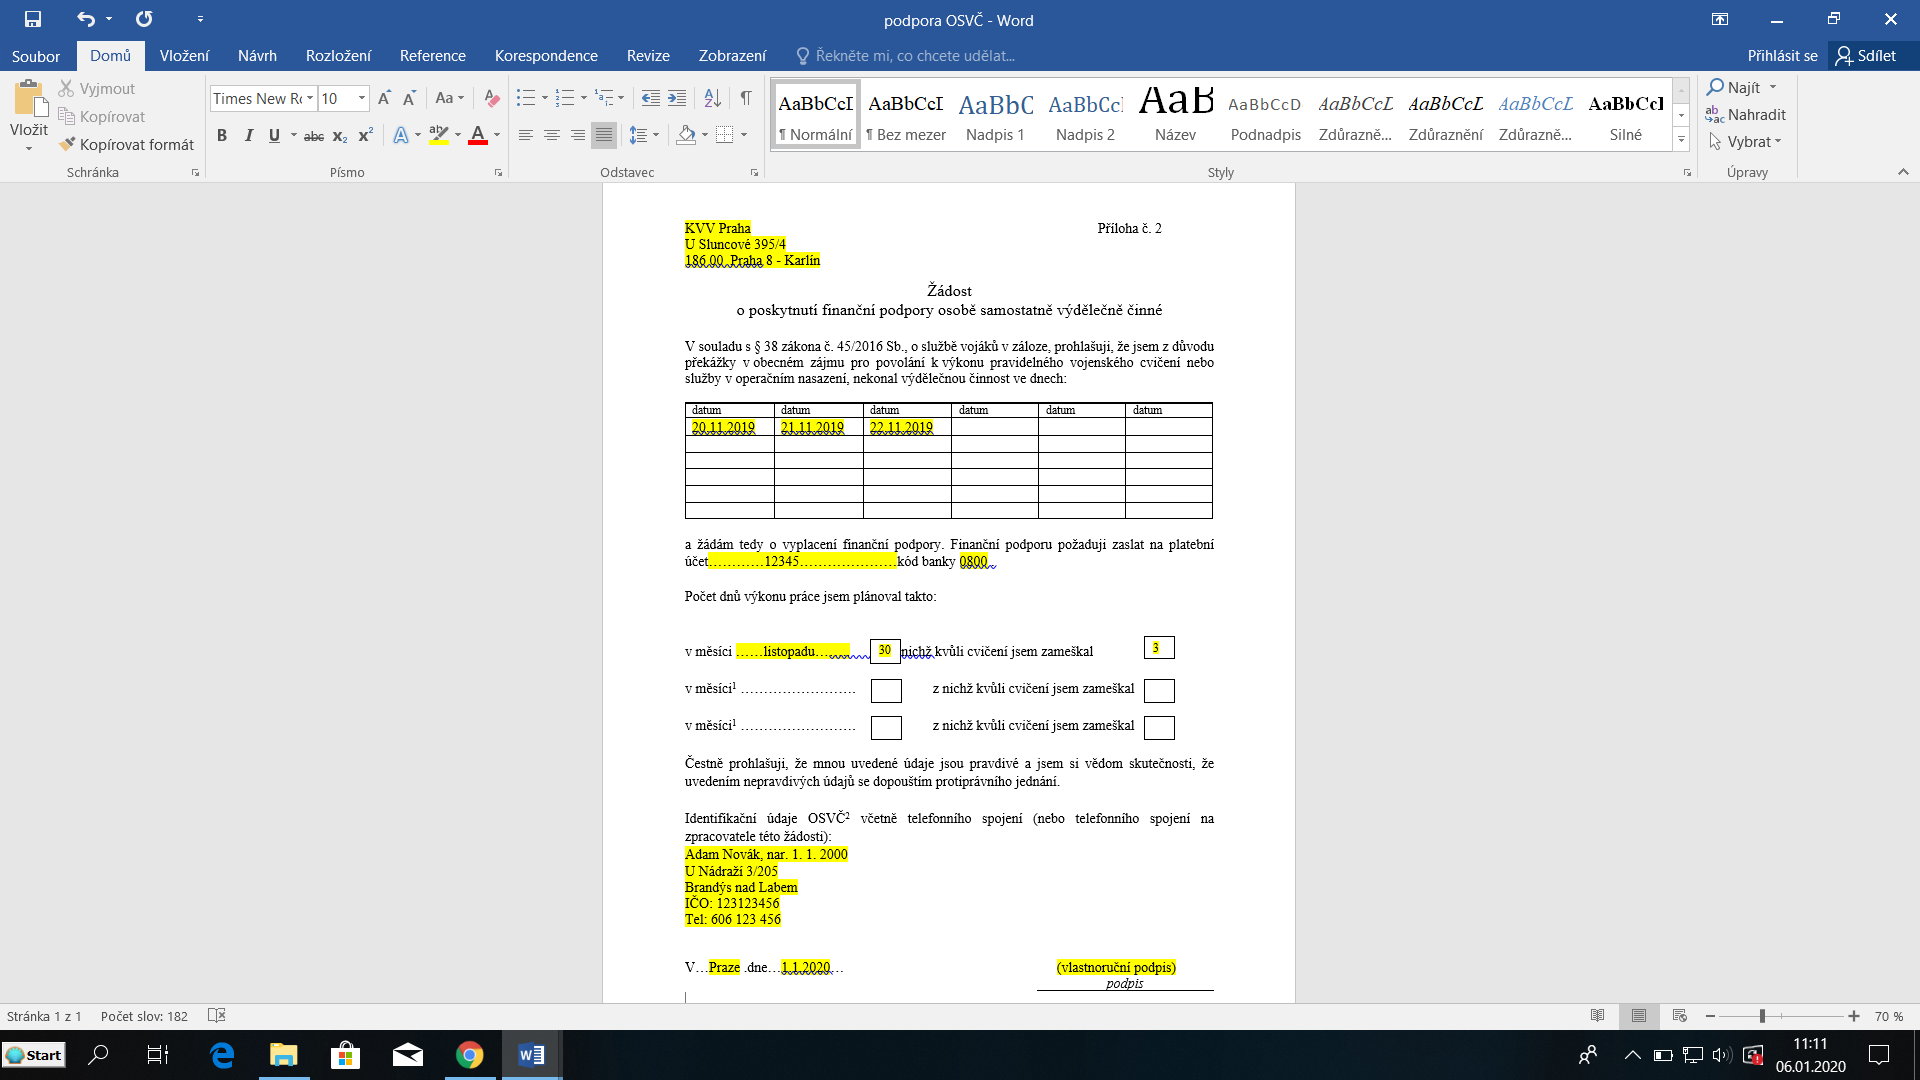 podpora OSVČ - Word
Soubor Domů Vložení Návrh Rozložení Reference Korespondence Revize Zobrazení Řekněte mi, co chcete udělat... Přihlásit se Sdílet
Vložit
Vyjmout
Kopírovat
Kopírovat formát
Schránka
Times New Rc 10
Písmo
Odstavec
AaBbCcI AaBbCcI AaBbC AaBbCcl AaB AaBbCcD AaBbCcL AaBbCcL AaBbCcL AaBbCcl
¶ Normální ¶ Bez mezer Nadpis 1 Nadpis 2 Název Podnadpis Zdůrazně... Zdůraznění Zdůrazně... Silné
Styly
Najít
Nahradit
Vybrat
Úpravy
KVV Praha Příloha č. 2
U Sluncové 395/4
186 00 Praha 8 - Karlín
Žádost
o poskytnutí finanční podpory osobě samostatně výdělečně činné
V souladu s § 38 zákona č. 45/2016 Sb., o službě vojáků v záloze, prohlašuji, že jsem z důvodu
překážky v obecném zájmu pro povolání k výkonu pravidelného vojenského cvičení nebo
služby v operačním nasazení, nekonal výdělečnou činnost ve dnech:
datum datum datum datum datum datum
20.11.2019 21.11.2019 22.11.2019
a žádám tedy o vyplacení finanční podpory. Finanční podporu požaduji zaslat na platební
účet…………12345…………………kód banky 0800..
Počet dnů výkonu práce jsem plánoval takto:
v měsíci ……listopadu…..... 30 nichž kvůli cvičení jsem zameškal 3
v měsíci1 ……………………. z nichž kvůli cvičení jsem zameškal
v měsíci1 ……………………. z nichž kvůli cvičení jsem zameškal
Čestně prohlašuji, že mnou uvedené údaje jsou pravdivé a jsem si vědom skutečnosti, že
uvedením nepravdivých údajů se dopouštím protiprávního jednání.
Identifikační údaje OSVČ2 včetně telefonního spojení (nebo telefonního spojení na
zpracovatele této žádosti):
Adam Novák, nar. 1. 1. 2000
U Nádraží 3/205
Brandýs nad Labem
IČO: 123123456
Tel: 606 123 456
V…Praze .dne…1.1.2020… (vlastnoruční podpis)
podpis
Stránka 1 z 1 Počet slov: 182 70 %
Start
11:11
06.01.2020